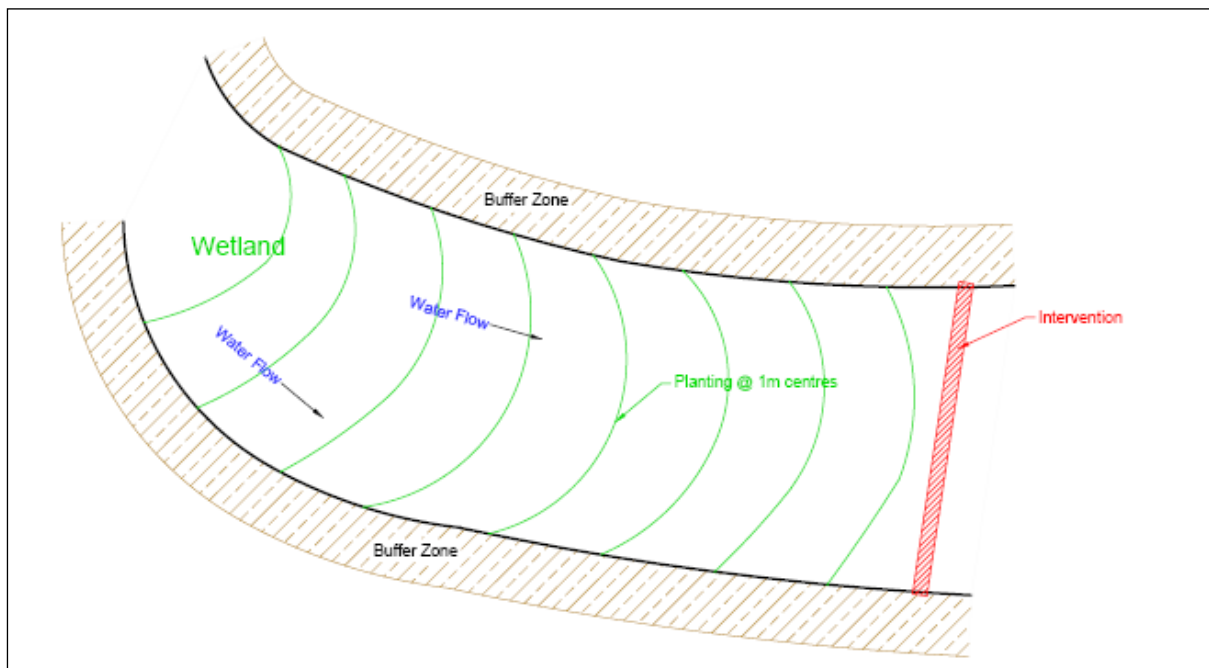 Buffer Zone
Wetland
Water Flow
Intervention
Water Flow
Planting @ 1m centres
Buffer Zone